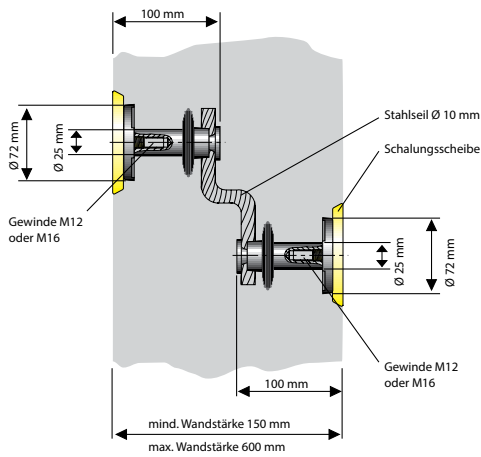 100 mm
Stahlseil Ø 10 mm
Schalungsscheibe
Ø 72 mm
Ø 25 mm
Gewinde M12
oder M16
Ø 25 mm
Ø 72 mm
Gewinde M12
oder M16
100 mm
mind. Wandstärke 150 mm
max. Wandstärke 600 mm